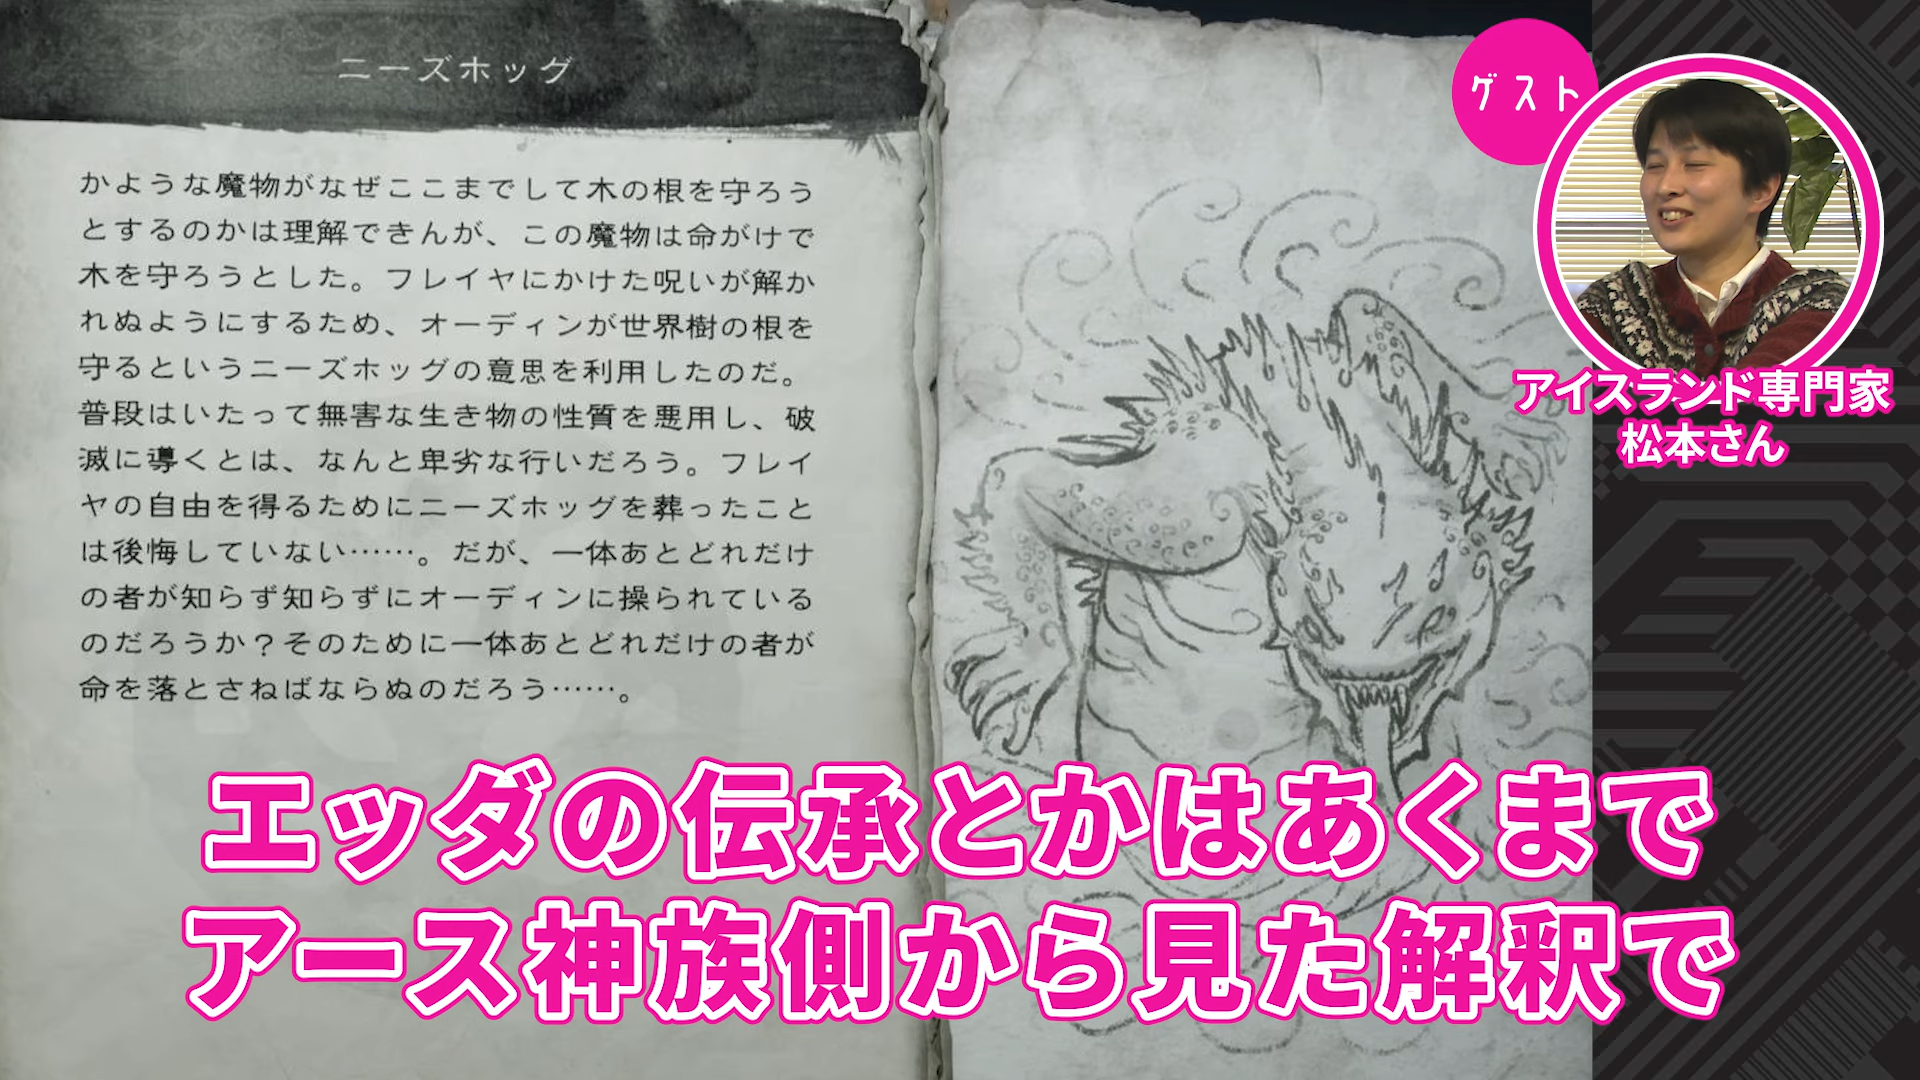 ニーズホッグ
かような魔物がなぜここまでして木の根を守ろう
とするのかは理解できんが、この魔物は命がけで
木を守ろうとした。フレイヤにかけた呪いが解か
れぬようにするため、オーディンが世界樹の根を
守るというニーズホッグの意思を利用したのだ。
普段はいたって無害な生き物の性質を悪用し、破
滅に導くとは、なんと卑劣な行いだろう。フレイ
ヤの自由を得るためにニーズホッグを葬ったこと
は後悔していない……。だが、一体あとどれだけ
の者が知らず知らずにオーディンに操られている
のだろうか？そのために一体あとどれだけの者が
命を落とさねばならぬのだろう……。
ゲスト
アイスランド専門家
松本さん
エッダの伝承とかはあくまで
アース神族側から見た解釈で